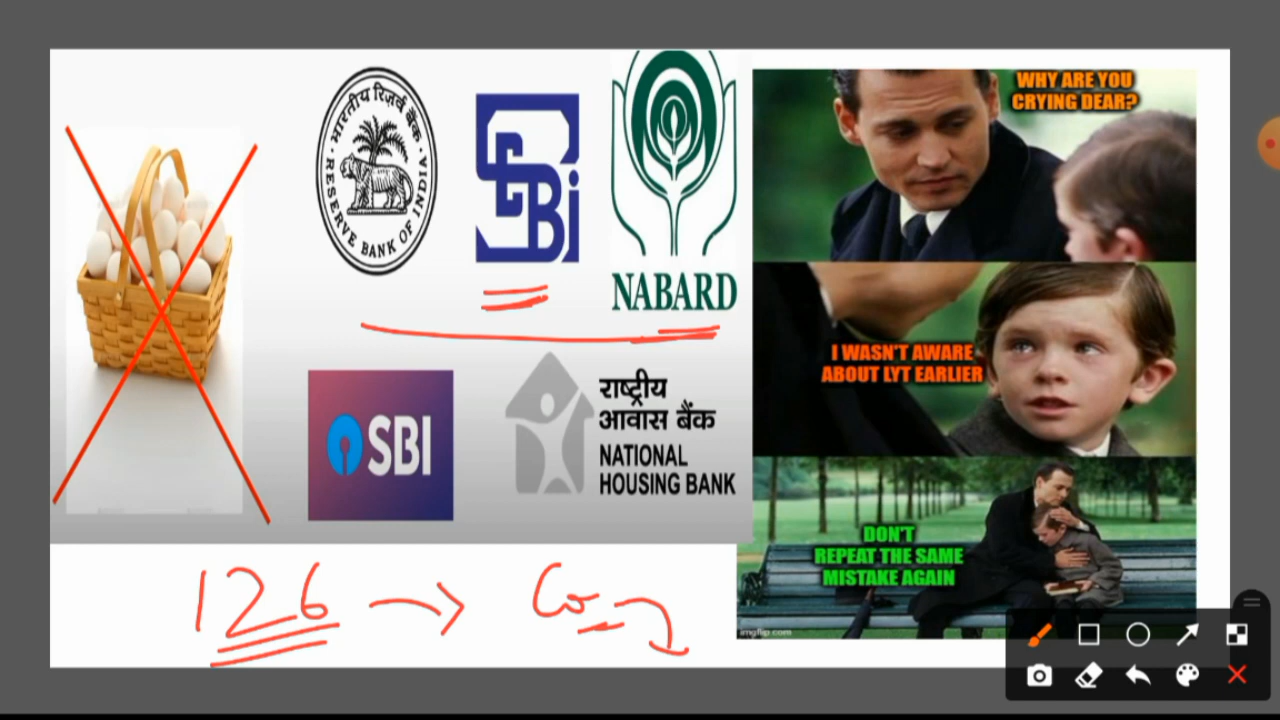 भारतीय रिज़र्व बैंक
RESERVE BANK OF INDIA
SEBI
NABARD
SBI
राष्ट्रीय
आवास बैंक
NATIONAL
HOUSING BANK
126 →
WHY ARE YOU
CRYING DEAR?
I WASN'T AWARE
ABOUT LYT EARLIER
DON'T
REPEAT THE SAME
MISTAKE AGAIN
imgflip.com